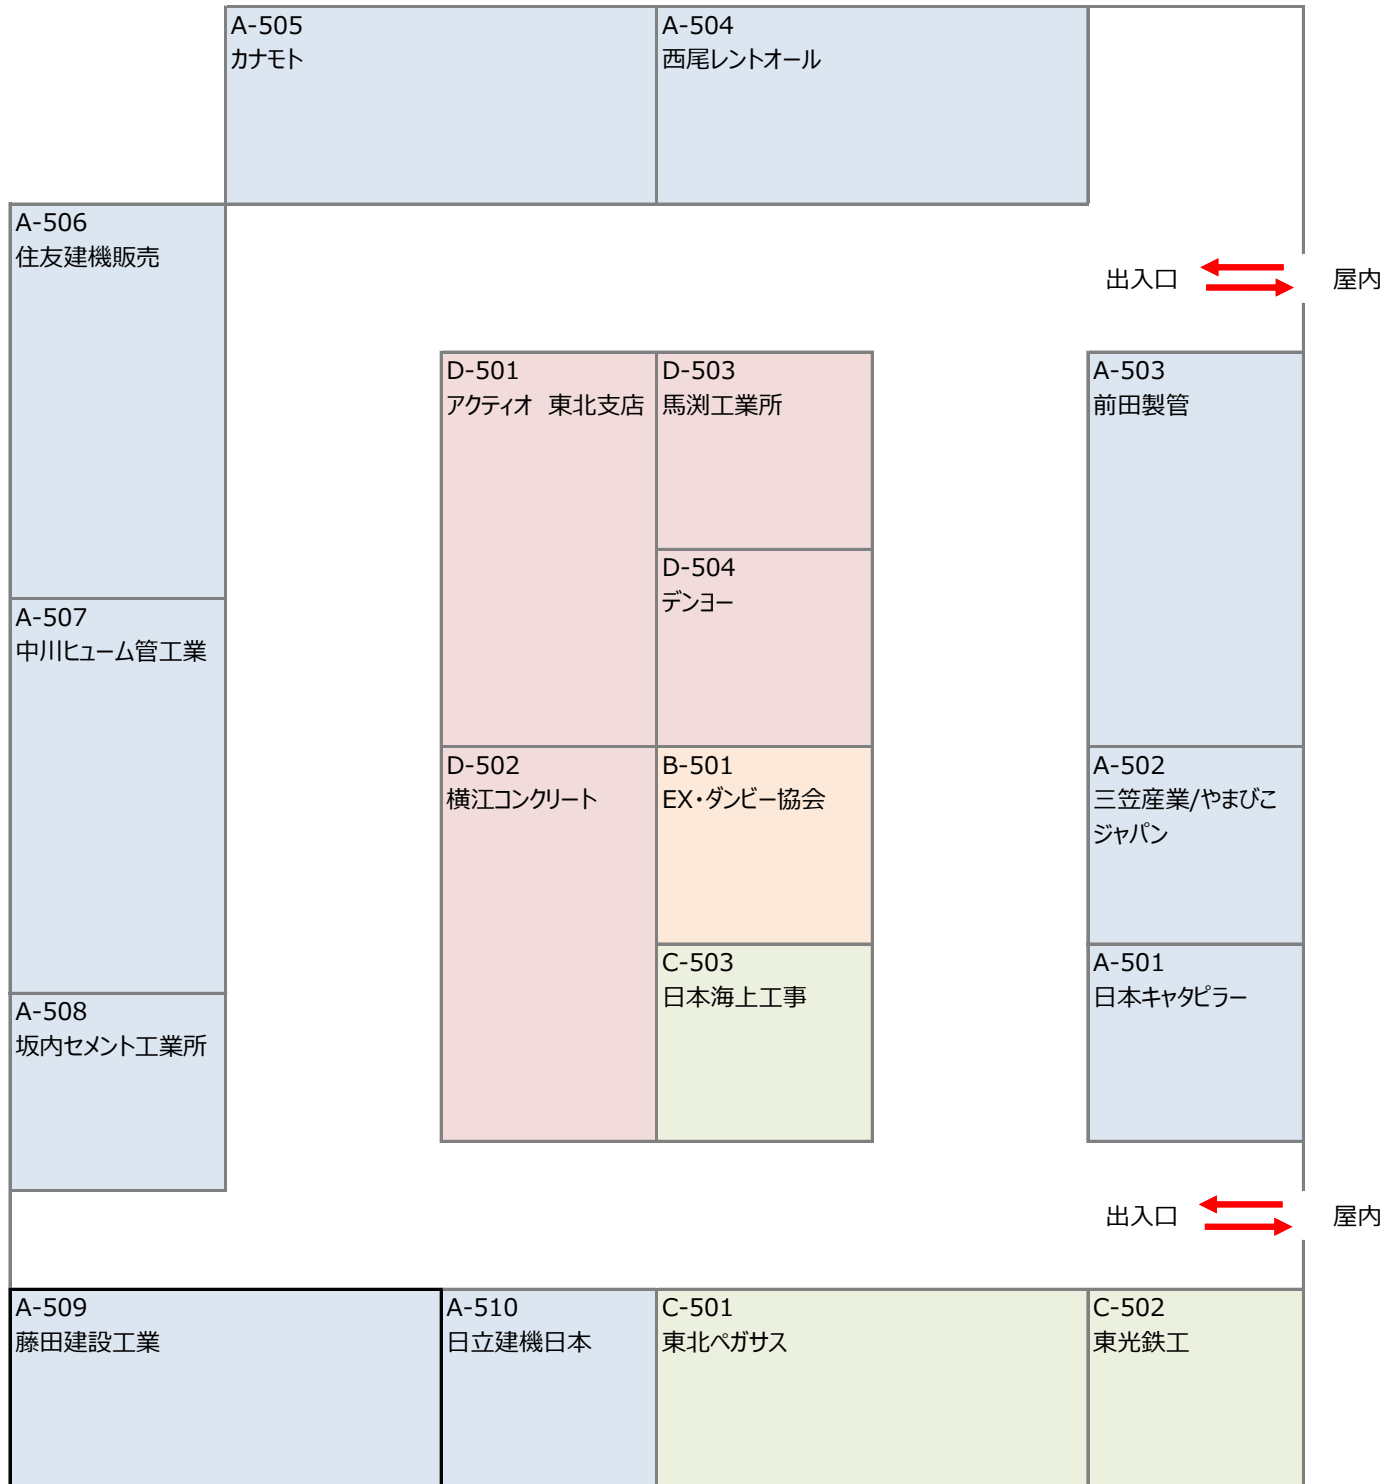 A-505
カナモト
A-504
西尾レントオール
A-506
住友建機販売
出入口
屋内
D-501
アクティオ　東北支店
D-503
馬渕工業所
A-503
前田製管
D-504
デンヨー
A-507
中川ヒューム管工業
D-502
横江コンクリート
B-501
EX・ダンビー協会
A-502
三笠産業/やまびこ
ジャパン
C-503
日本海上工事
A-501
日本キャタピラー
A-508
坂内セメント工業所
出入口
屋内
A-509
藤田建設工業
A-510
日立建機日本
C-501
東北ペガサス
C-502
東光鉄工